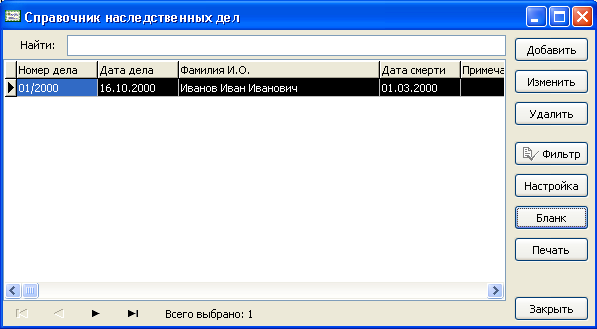 Справочник наследственных дел
Найти:
Номер дела Дата дела Фамилия И.О. Дата смерти Примеча
01/2000 16.10.2000 Иванов Иван Иванович 01.03.2000
Всего выбрано: 1
Добавить
Изменить
Удалить
Фильтр
Настройка
Бланк
Печать
Закрыть